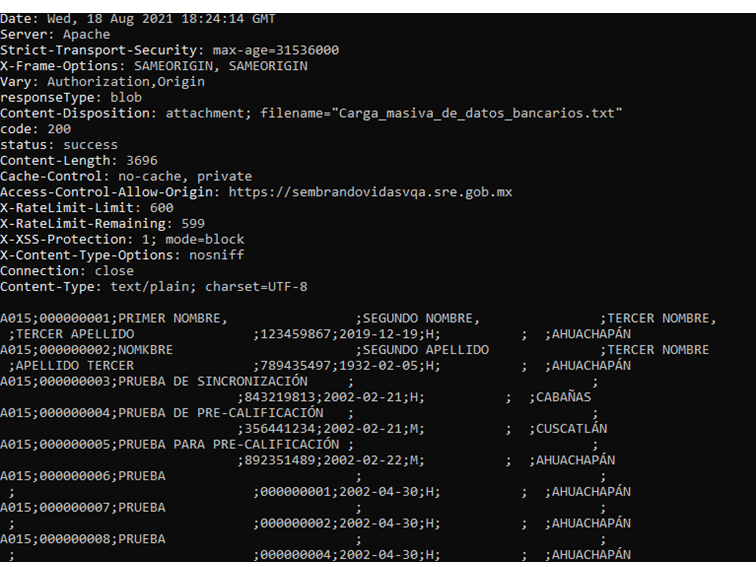 Date: Wed, 18 Aug 2021 18:24:14 GMT
Server: Apache
Strict-Transport-Security: max-age=31536000
X-Frame-Options: SAMEORIGIN, SAMEORIGIN
Vary: Authorization,Origin
responseType: blob
Content-Disposition: attachment; filename="Carga_masiva_de_datos_bancarios.txt"
code: 200
status: success
Content-Length: 3696
Cache-Control: no-cache, private
Access-Control-Allow-Origin: https://sembrandovidasvqa.sre.gob.mx
X-RateLimit-Limit: 600
X-RateLimit-Remaining: 599
X-XSS-Protection: 1; mode=block
X-Content-Type-Options: nosniff
Connection: close
Content-Type: text/plain; charset=UTF-8

A015;000000001;PRIMER NOMBRE,                ;SEGUNDO NOMBRE,               ;TERCER NOMBRE,
 ;TERCER APELLIDO               ;123459867;2019-12-19;H;          ;  ;AHUACHAPÁN
A015;000000002;NOMKBRE                       ;SEGUNDO APELLIDO              ;TERCER NOMBRE
 ;APELLIDO TERCER               ;789435497;1932-02-05;H;          ;  ;AHUACHAPÁN
A015;000000003;PRUEBA DE SINCRONIZACIÓN     ;                              ;
                              ;843219813;2002-02-21;H;          ;  ;CABAÑAS
A015;000000004;PRUEBA DE PRE-CALIFICACIÓN   ;                              ;
                              ;356441234;2002-02-21;M;          ;  ;CUSCATLÁN
A015;000000005;PRUEBA PARA PRE-CALIFICACIÓN ;                              ;
                              ;892351489;2002-02-22;M;          ;  ;AHUACHAPÁN
A015;000000006;PRUEBA                        ;                              ;
 ;                              ;000000001;2002-04-30;H;          ;  ;AHUACHAPÁN
A015;000000007;PRUEBA                        ;                              ;
 ;                              ;000000002;2002-04-30;H;          ;  ;AHUACHAPÁN
A015;000000008;PRUEBA                        ;                              ;
 ;                              ;000000004;2002-04-30;H;          ;  ;AHUACHAPÁN